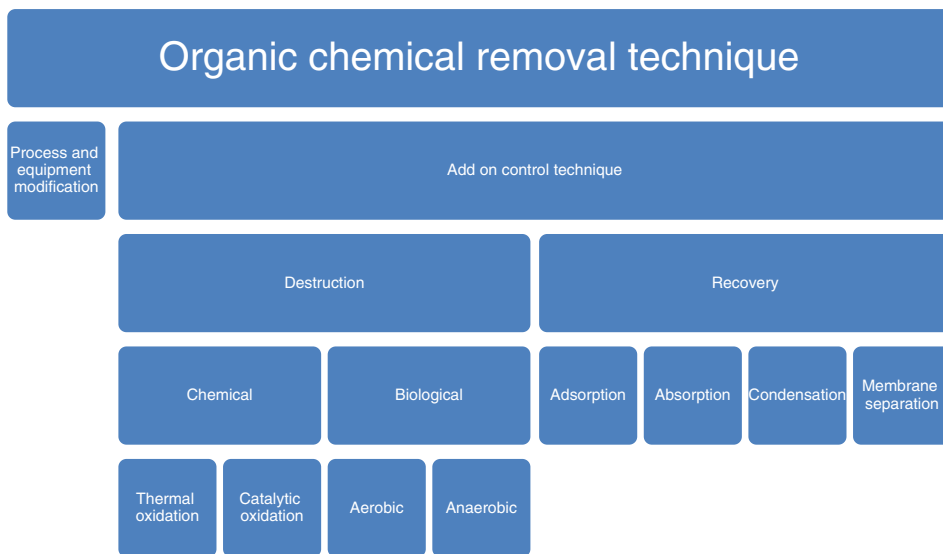 Organic chemical removal technique
Process and
equipment
modification
Add on control technique
Destruction
Recovery
Chemical
Biological
Adsorption
Absorption
Condensation
Membrane
separation
Thermal
oxidation
Catalytic
oxidation
Aerobic
Anaerobic